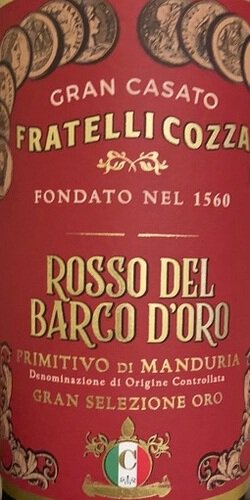 GRAN CASATO
FRATELLI COZZA
FONDATO NEL 1560
ROSSO DEL
BARCO D'ORO
PRIMITIVO DI MANDURIA
Denominazione di Origine Controllata
GRAN SELEZIONE ORO
C